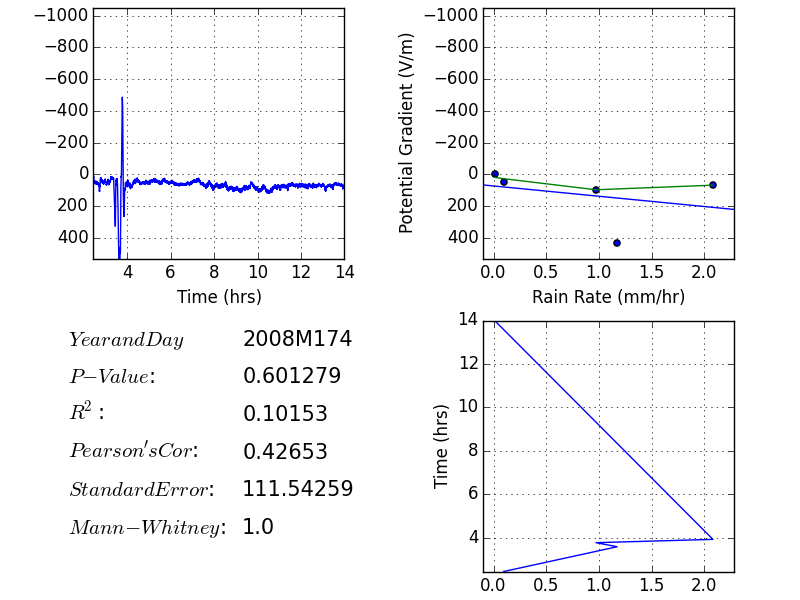 −1000
−800
−600
−400
−200
0
200
400
4 6 8 10 12 14
Time (hrs)
Potential Gradient (V/m)
−1000
−800
−600
−400
−200
0
200
400
0.0 0.5 1.0 1.5 2.0
Rain Rate (mm/hr)
YearandDay 2008M174
P−Value: 0.601279
R²: 0.10153
Pearson'sCor: 0.42653
StandardError: 111.54259
Mann−Whitney: 1.0
Time (hrs)
14
12
10
8
6
4
0.0 0.5 1.0 1.5 2.0